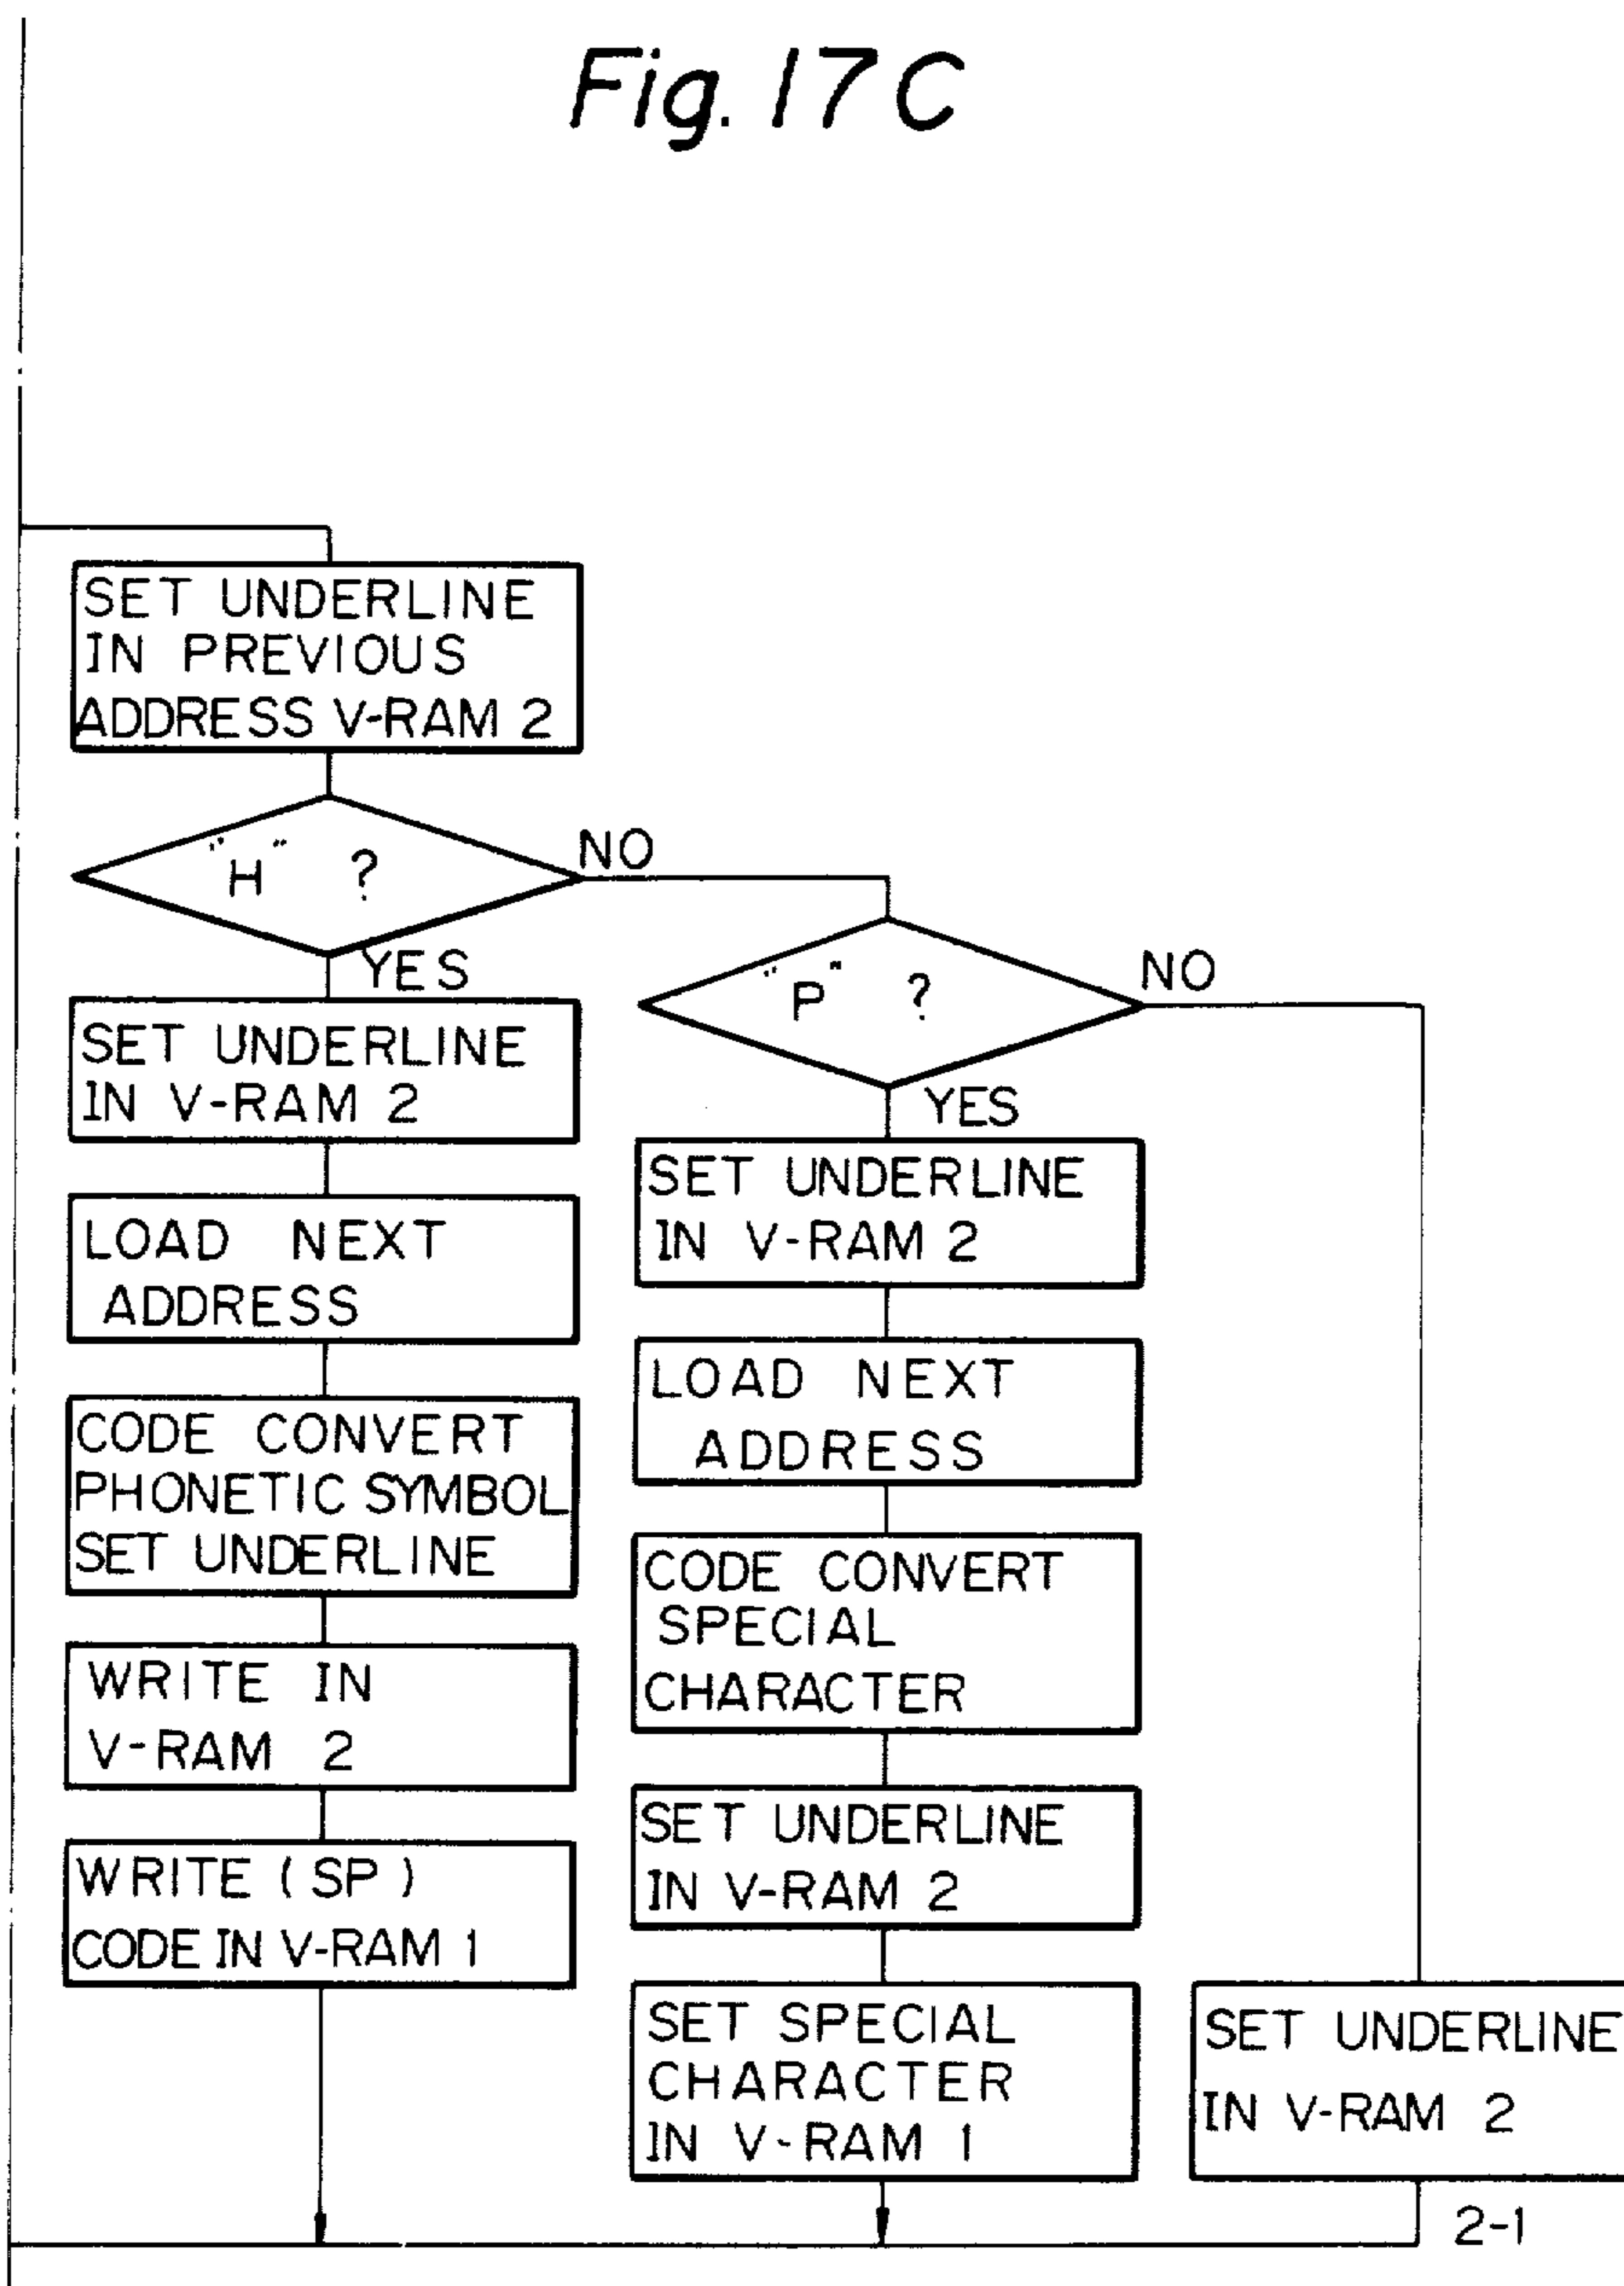 Fig. 17C
SET UNDERLINE
IN PREVIOUS
ADDRESS V-RAM 2
"H" ?
NO
YES
SET UNDERLINE
IN V-RAM 2
LOAD NEXT
ADDRESS
CODE CONVERT
PHONETIC SYMBOL
SET UNDERLINE
WRITE IN
V-RAM 2
WRITE (SP)
CODE IN V-RAM 1
"P" ?
NO
YES
SET UNDERLINE
IN V-RAM 2
LOAD NEXT
ADDRESS
CODE CONVERT
SPECIAL
CHARACTER
SET UNDERLINE
IN V-RAM 2
SET SPECIAL
CHARACTER
IN V-RAM 1
SET UNDERLINE
IN V-RAM 2
2-1